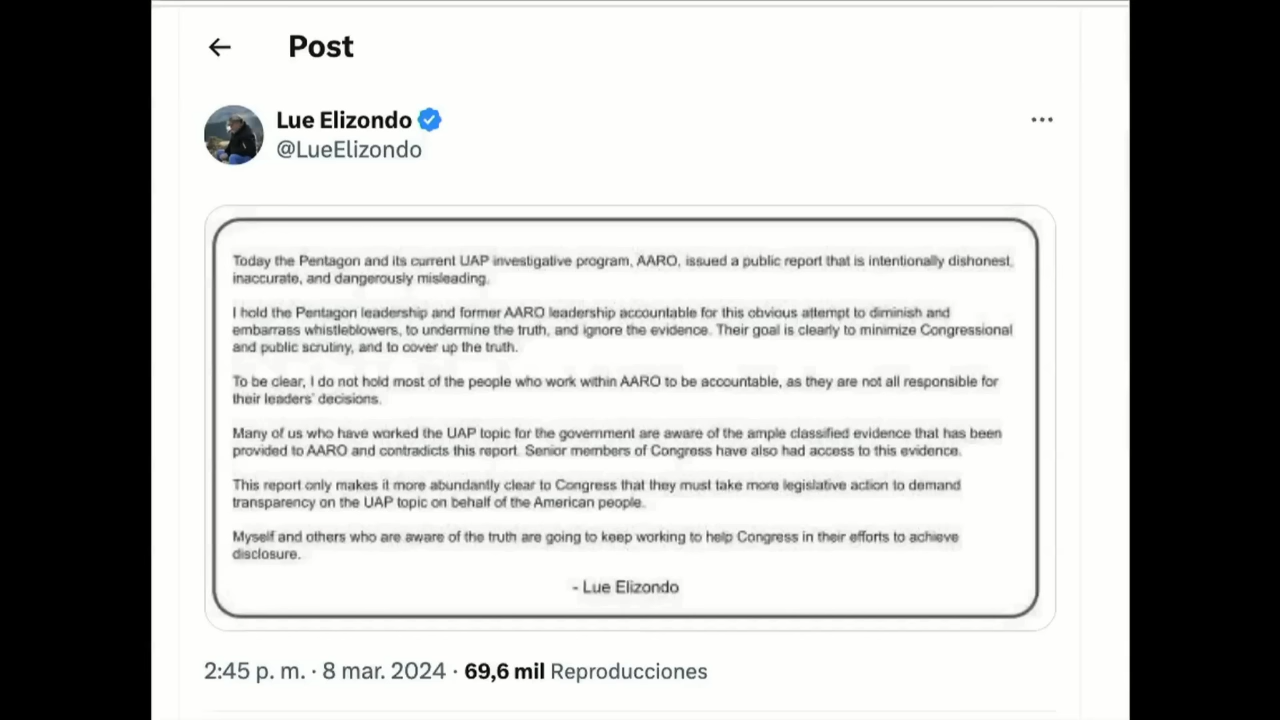 Post
Lue Elizondo
@LueElizondo
Today the Pentagon and its current UAP investigative program, AARO, issued a public report that is intentionally dishonest,
inaccurate, and dangerously misleading.
I hold the Pentagon leadership and former AARO leadership accountable for this obvious attempt to diminish and
embarrass whistleblowers, to undermine the truth, and ignore the evidence. Their goal is clearly to minimize Congressional
and public scrutiny, and to cover up the truth.
To be clear, I do not hold most of the people who work within AARO to be accountable, as they are not all responsible for
their leaders' decisions.
Many of us who have worked the UAP topic for the government are aware of the ample classified evidence that has been
provided to AARO and contradicts this report. Senior members of Congress have also had access to this evidence.
This report only makes it more abundantly clear to Congress that they must take more legislative action to demand
transparency on the UAP topic on behalf of the American people.
Myself and others who are aware of the truth are going to keep working to help Congress in their efforts to achieve
disclosure.
- Lue Elizondo
2:45 p. m. · 8 mar. 2024 · 69,6 mil Reproducciones